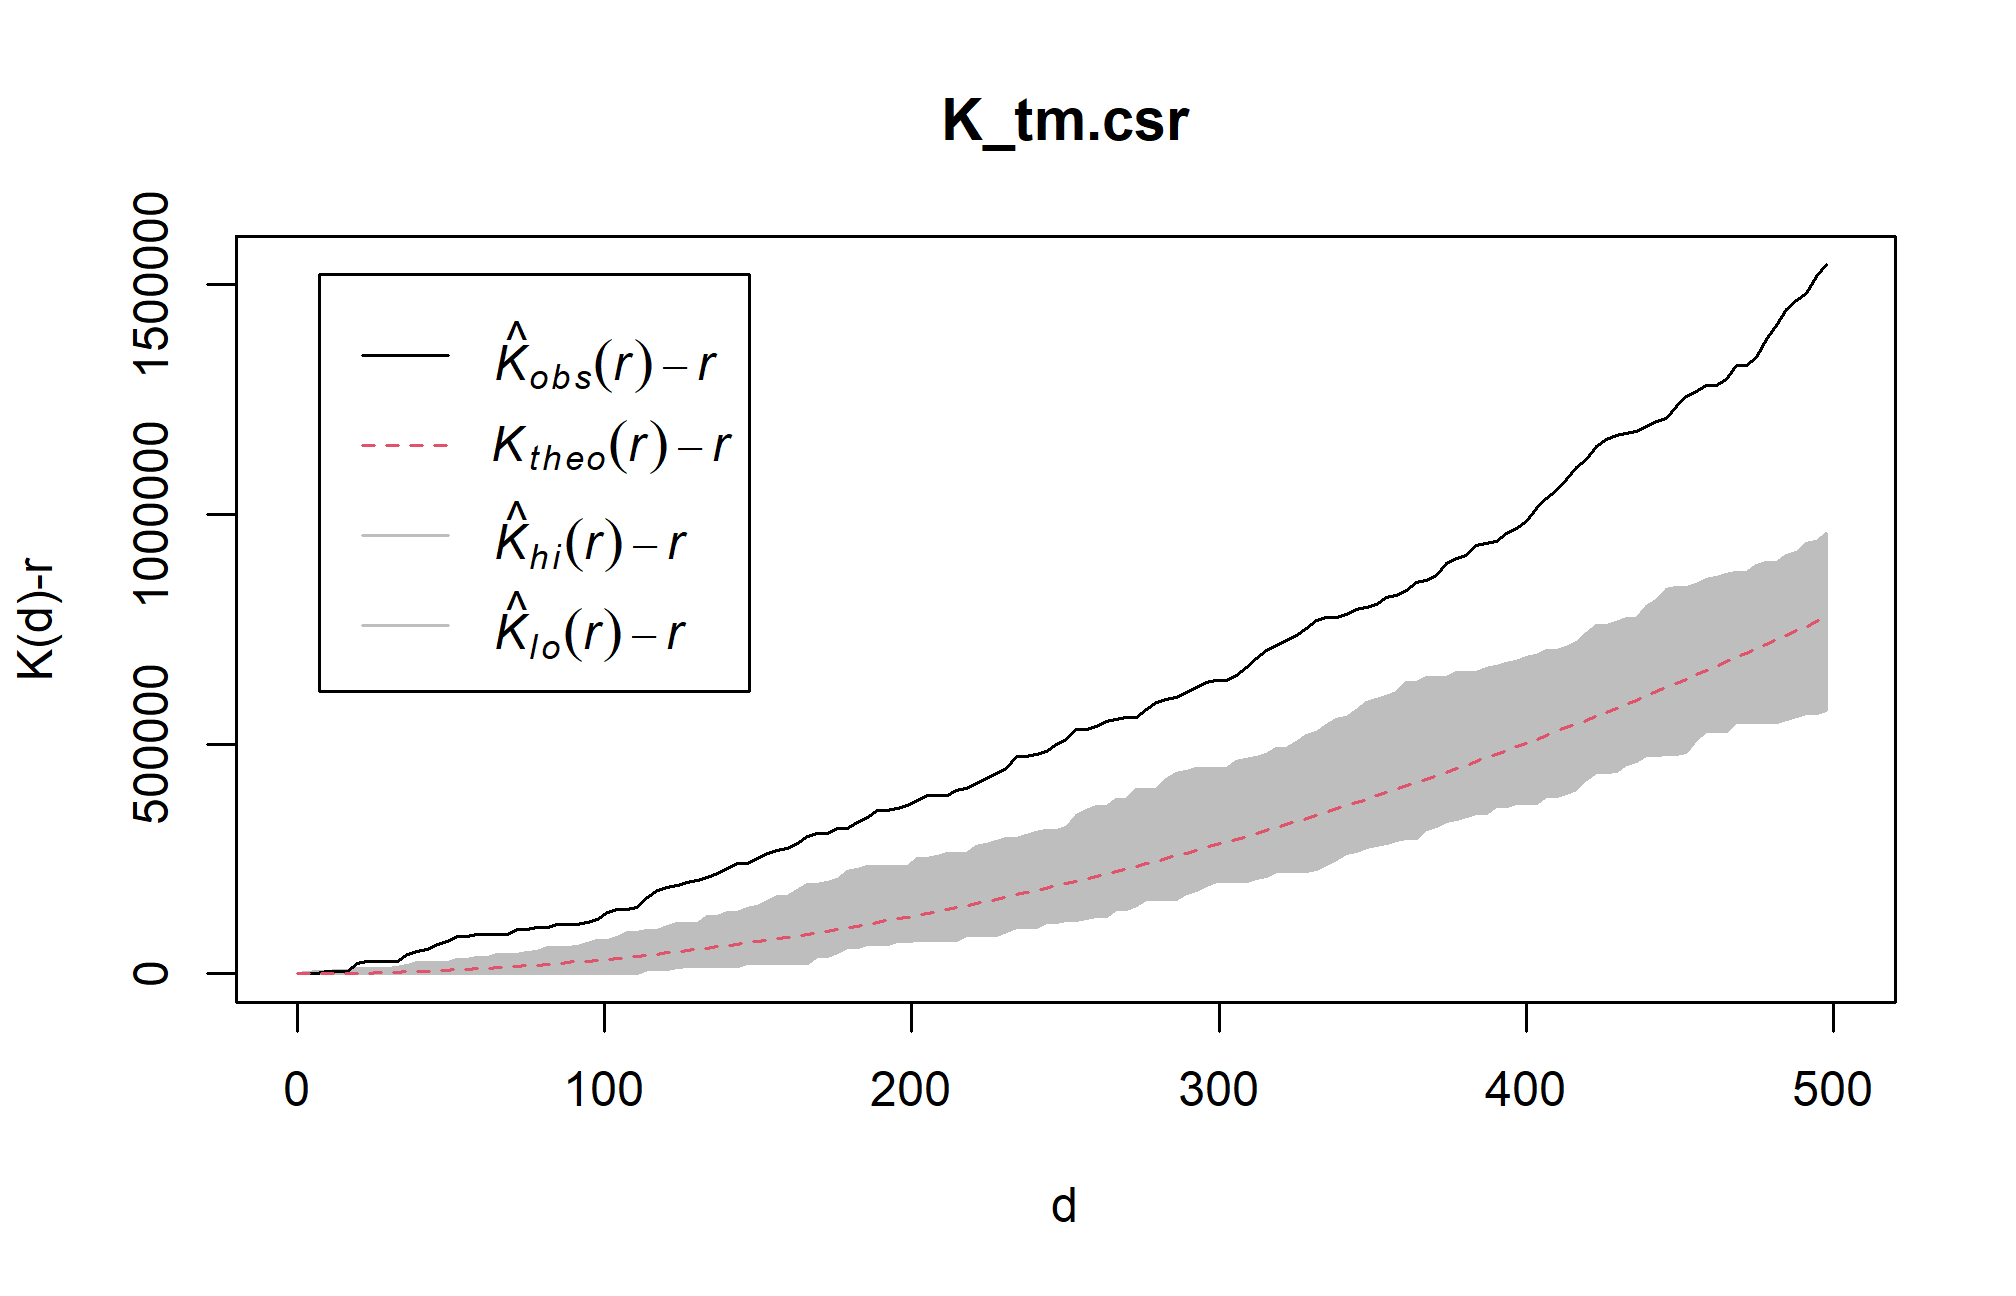 K_tm.csr
K(d)-r
1500000
1000000
500000
0
K̂obs(r) − r
Ktheo(r) − r
K̂hi(r) − r
K̂lo(r) − r
0 100 200 300 400 500
d